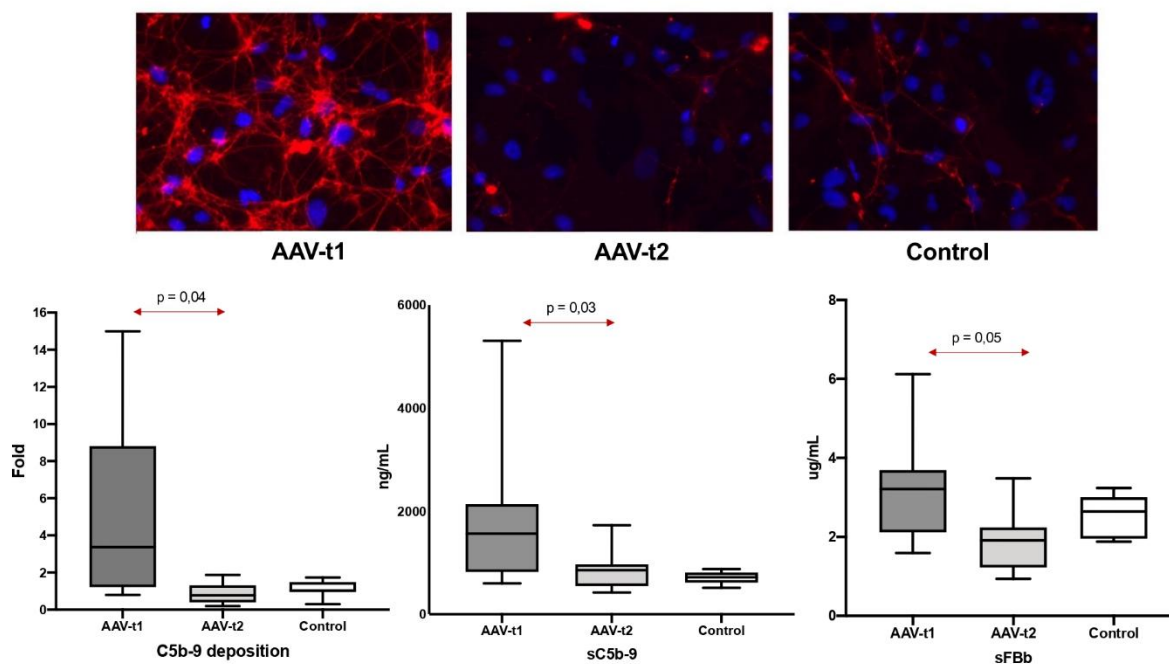 AAV-t1
AAV-t2
Control
p = 0,04
16
14
12
10
8
6
4
2
0
Fold
AAV-t1
AAV-t2
Control
C5b-9 deposition
p = 0,03
6000
4000
2000
0
ng/mL
AAV-t1
AAV-t2
Control
sC5b-9
p = 0,05
8
6
4
2
0
ug/mL
AAV-t1
AAV-t2
Control
sFBb